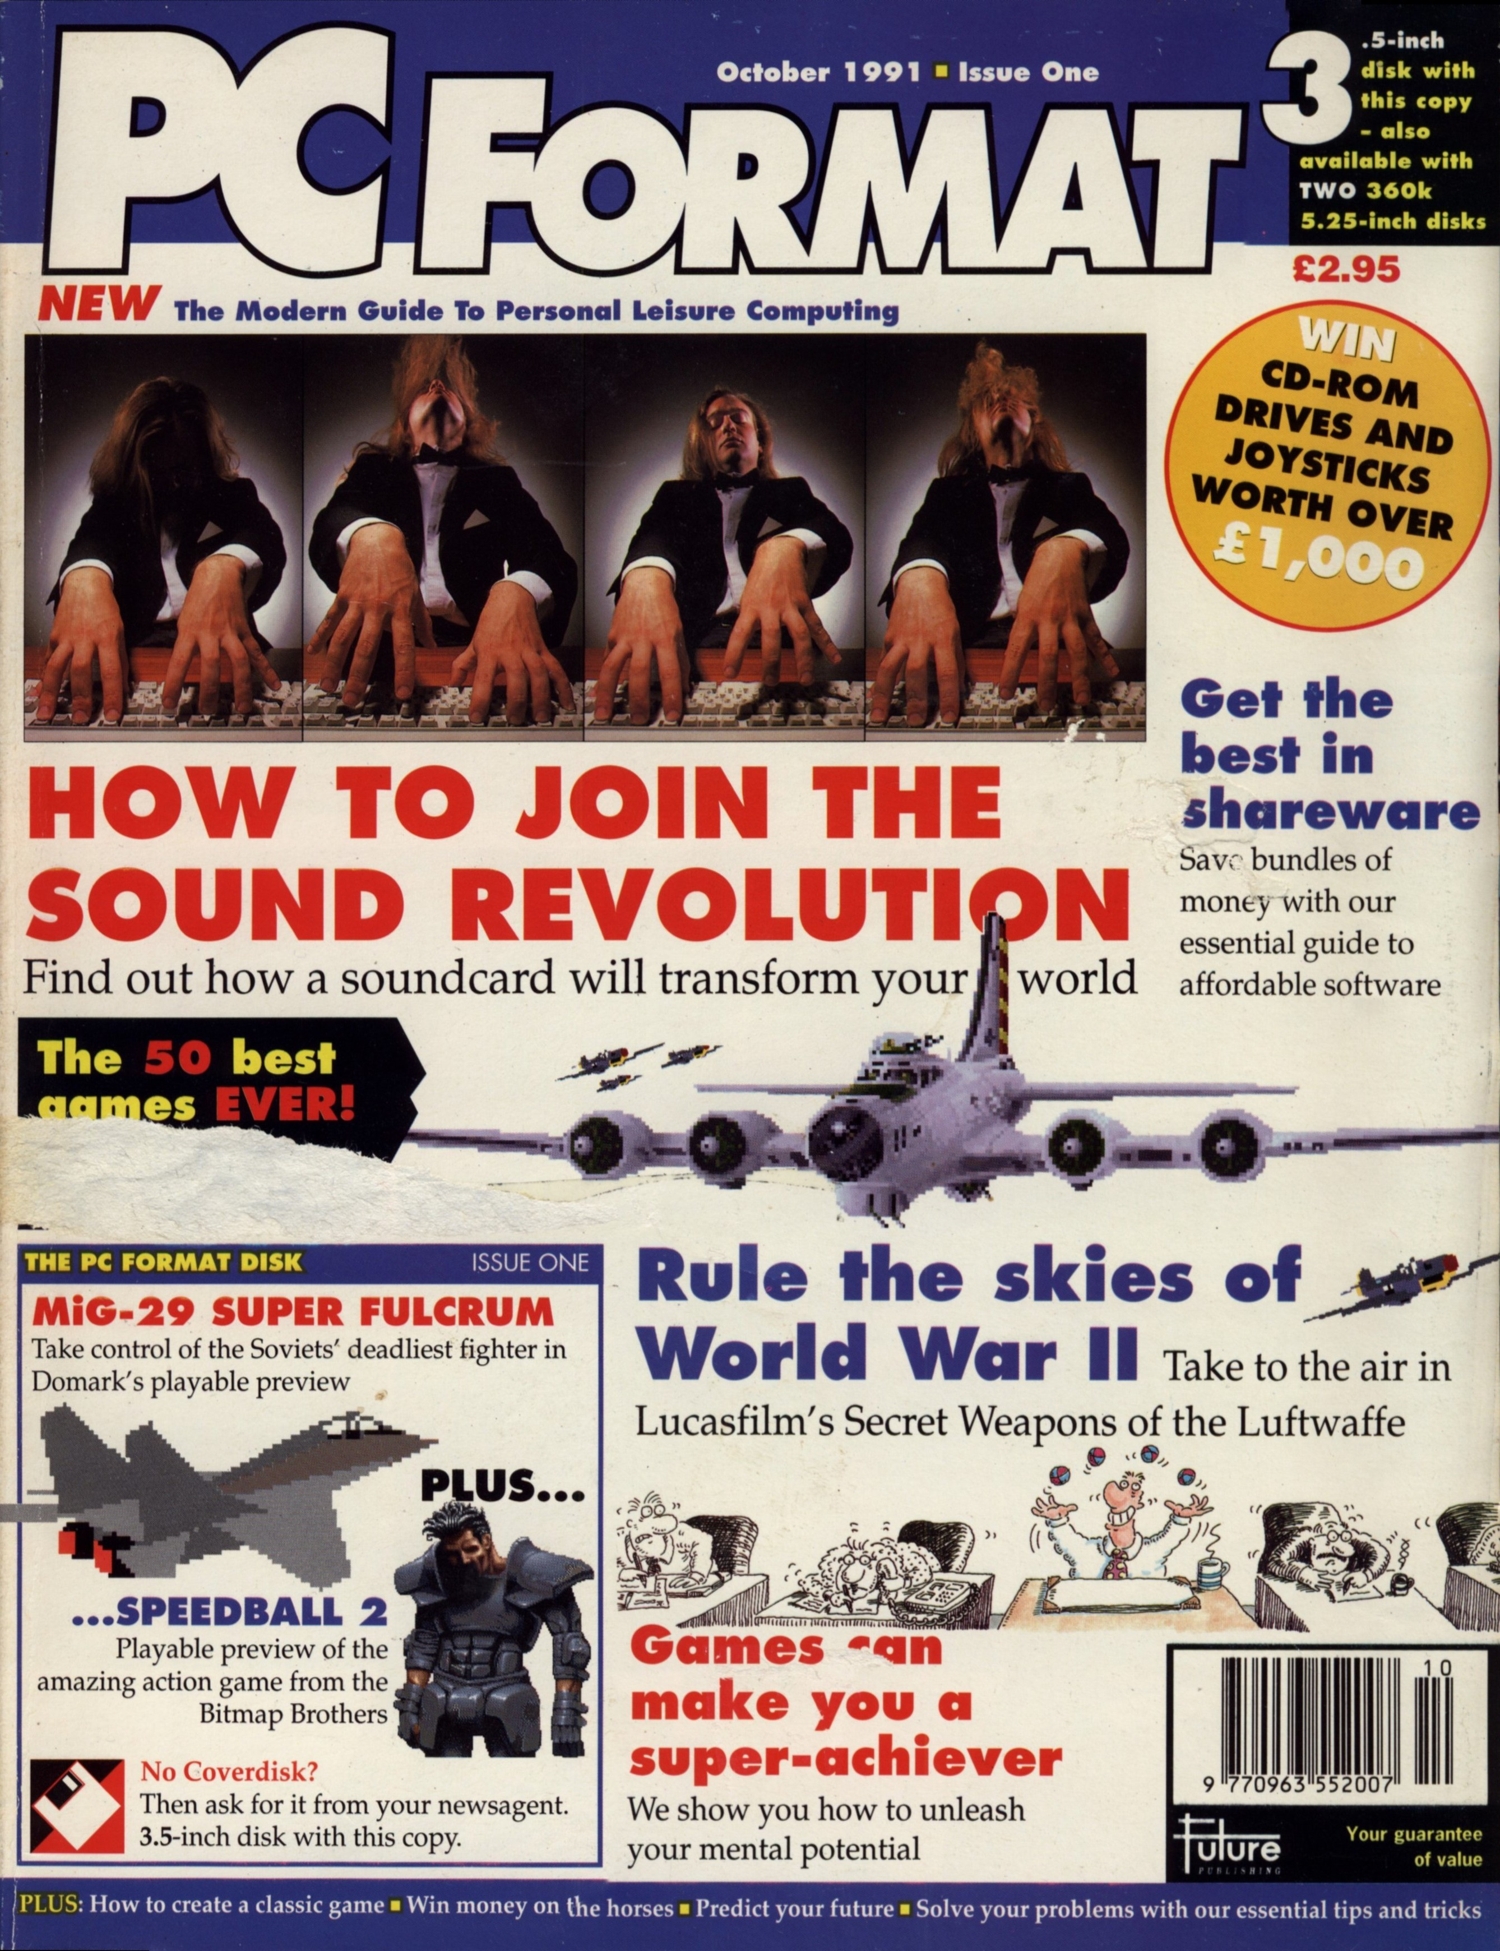 PC FORMAT
October 1991 ▪ Issue One
3.5-inch
disk with
this copy
- also
available with
TWO 360k
5.25-inch disks
£2.95
NEW The Modern Guide To Personal Leisure Computing
WIN
CD-ROM
DRIVES AND
JOYSTICKS
WORTH OVER
£1,000
HOW TO JOIN THE
SOUND REVOLUTION
Find out how a soundcard will transform your world
Get the
best in
shareware
Save bundles of
money with our
essential guide to
affordable software
The 50 best
games EVER!
THE PC FORMAT DISK ISSUE ONE
MiG-29 SUPER FULCRUM
Take control of the Soviets' deadliest fighter in
Domark's playable preview
PLUS...
...SPEEDBALL 2
Playable preview of the
amazing action game from the
Bitmap Brothers
No Coverdisk?
Then ask for it from your newsagent.
3.5-inch disk with this copy.
Rule the skies of
World War II Take to the air in
Lucasfilm's Secret Weapons of the Luftwaffe
Games can
make you a
super-achiever
We show you how to unleash
your mental potential
10
9 770963 552007
Future
PUBLISHING
Your guarantee
of value
PLUS: How to create a classic game ▪ Win money on the horses ▪ Predict your future ▪ Solve your problems with our essential tips and tricks